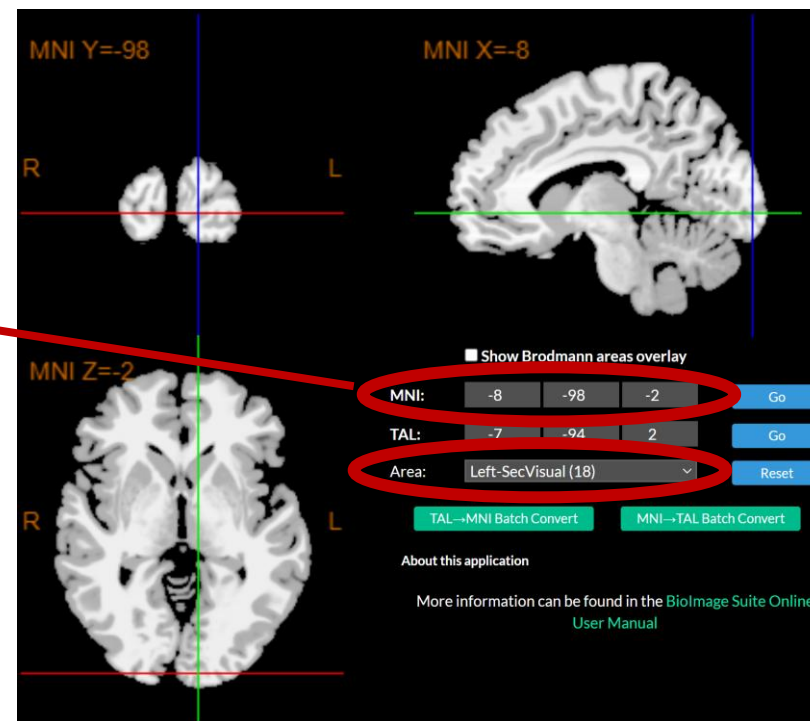 MNI Y=-98
MNI X=-8
R
L
MNI Z=-2
R
L
Show Brodmann areas overlay
MNI: -8 -98 -2 Go
TAL: -7 -94 2 Go
Area: Left-SecVisual (18) Reset
TAL→MNI Batch Convert MNI→TAL Batch Convert
About this application
More information can be found in the BioImage Suite Online
User Manual